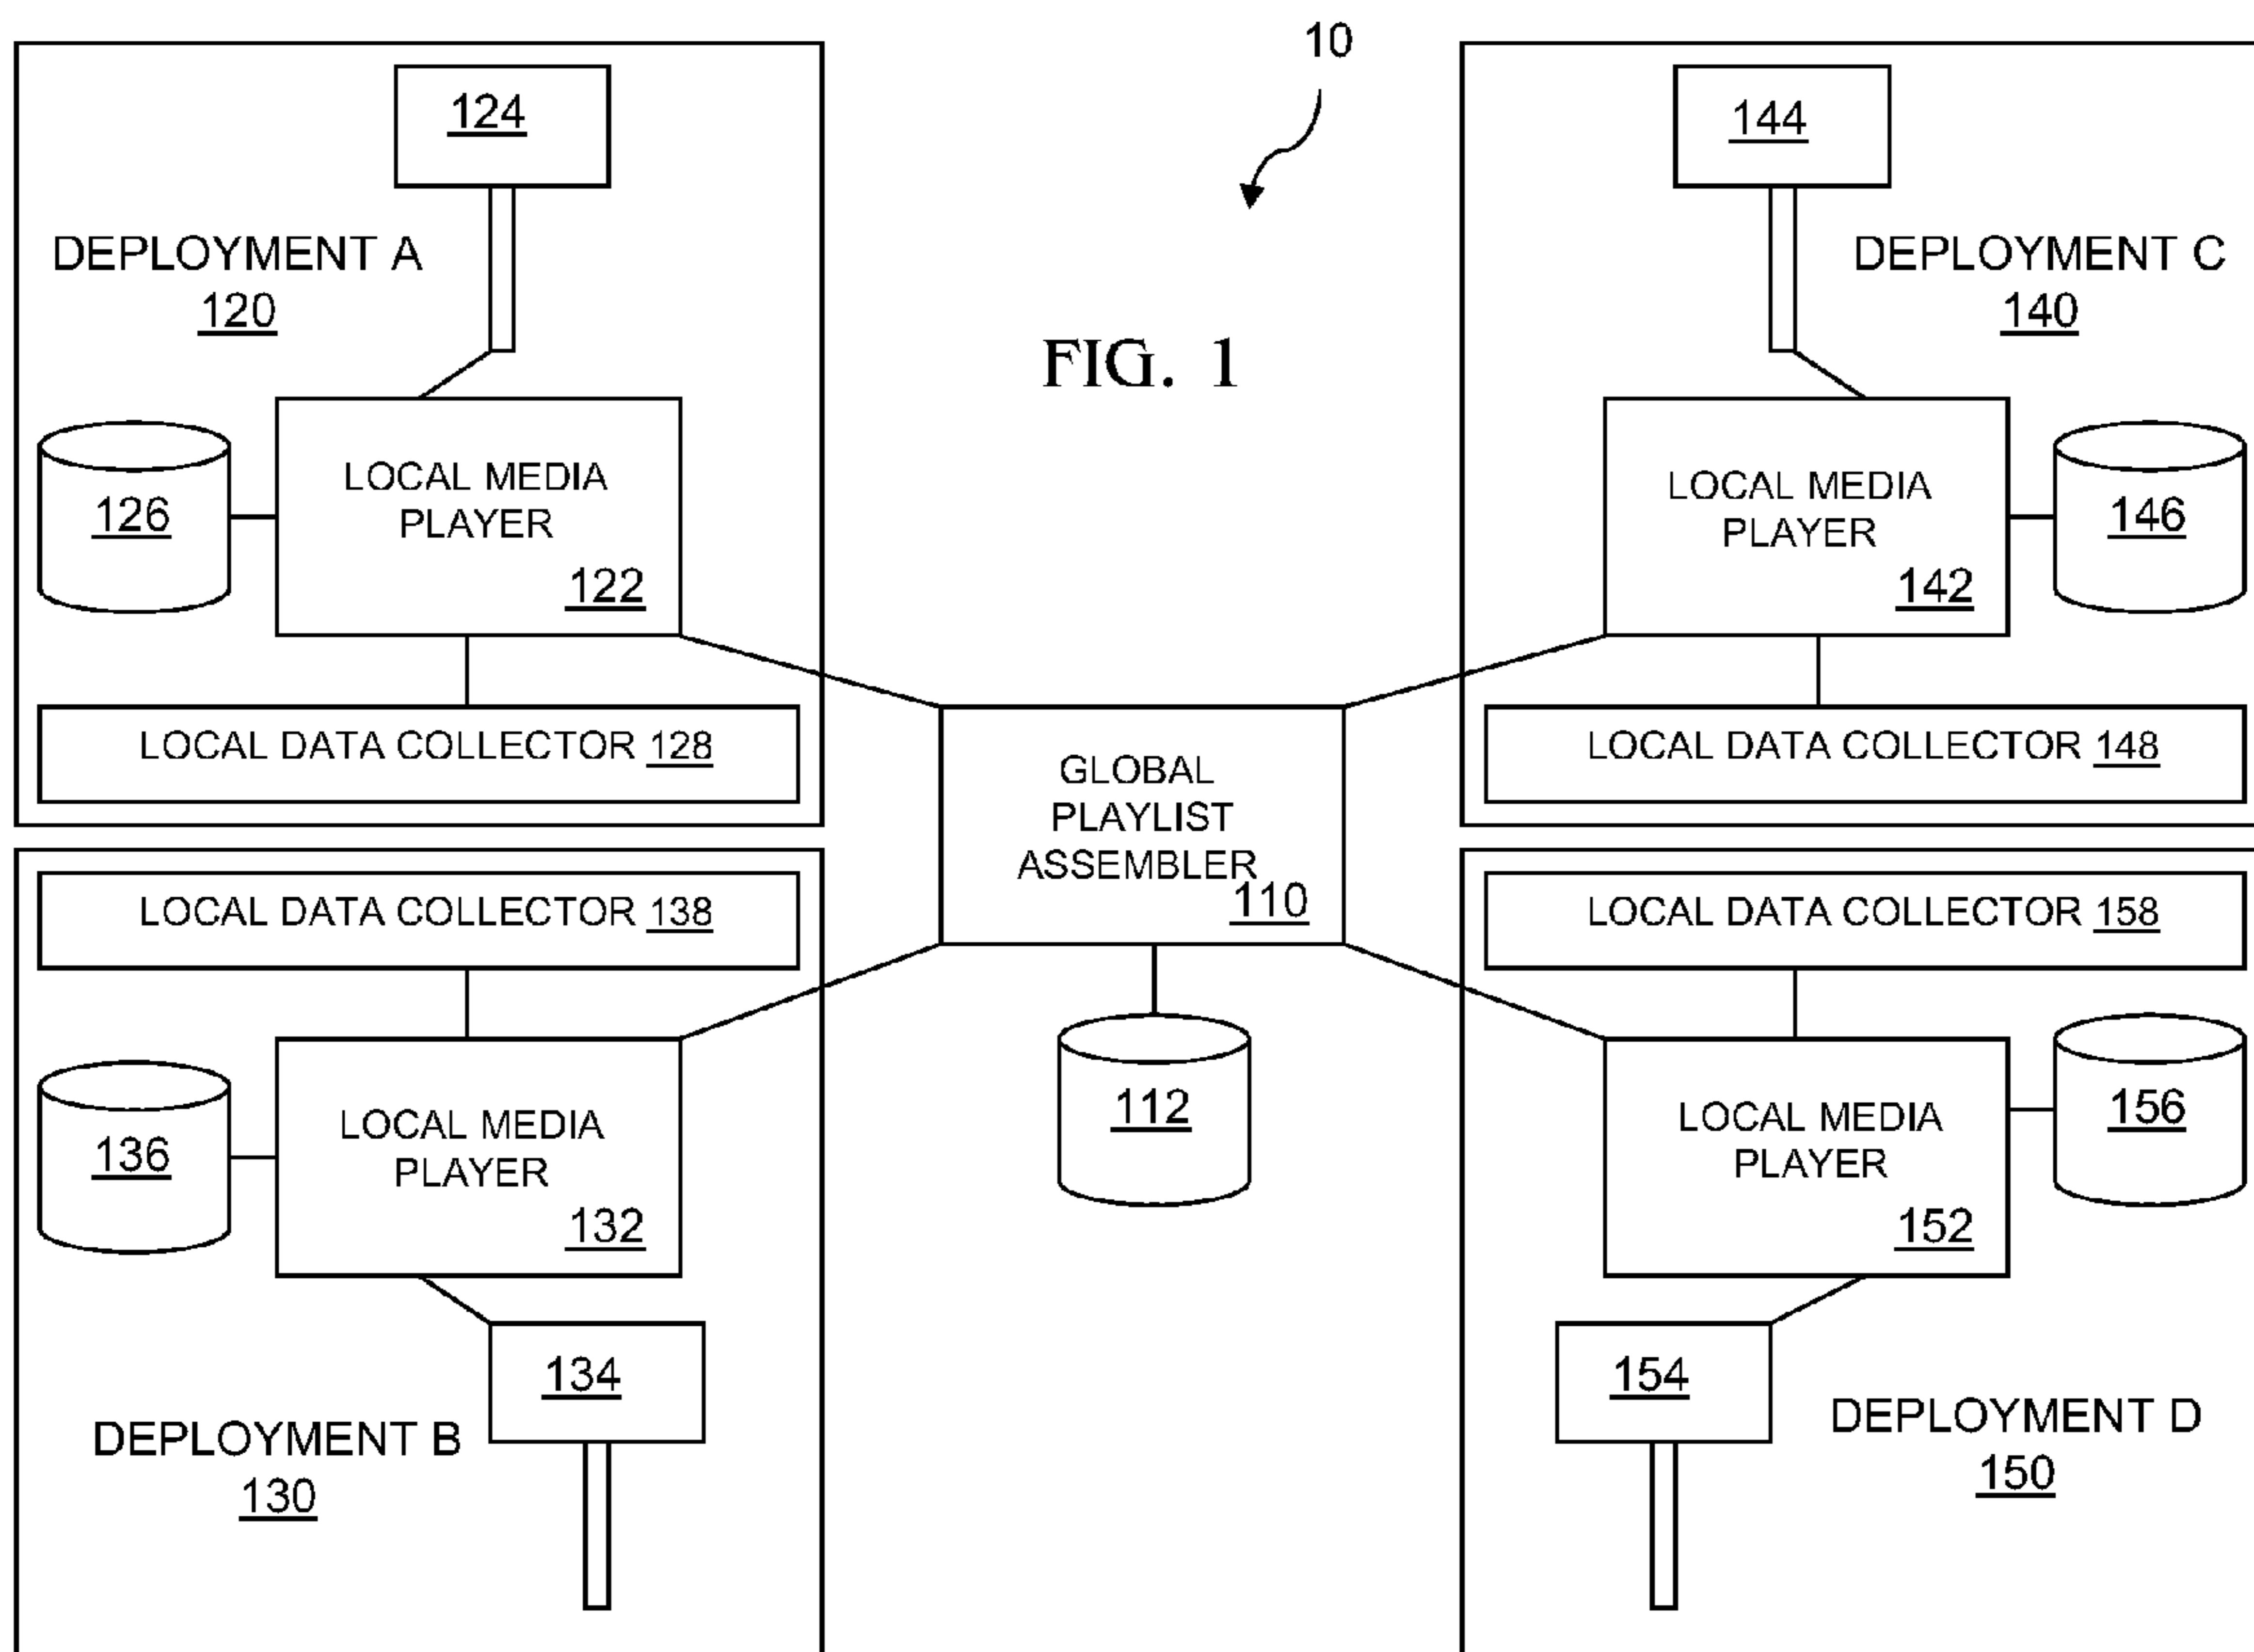 10
124
DEPLOYMENT A
120
126
LOCAL MEDIA
PLAYER
122
LOCAL DATA COLLECTOR 128
FIG. 1
144
DEPLOYMENT C
140
LOCAL MEDIA
PLAYER
142
146
LOCAL DATA COLLECTOR 148
GLOBAL
PLAYLIST
ASSEMBLER
110
112
LOCAL DATA COLLECTOR 138
136
LOCAL MEDIA
PLAYER
132
134
DEPLOYMENT B
130
LOCAL DATA COLLECTOR 158
LOCAL MEDIA
PLAYER
152
156
154
DEPLOYMENT D
150